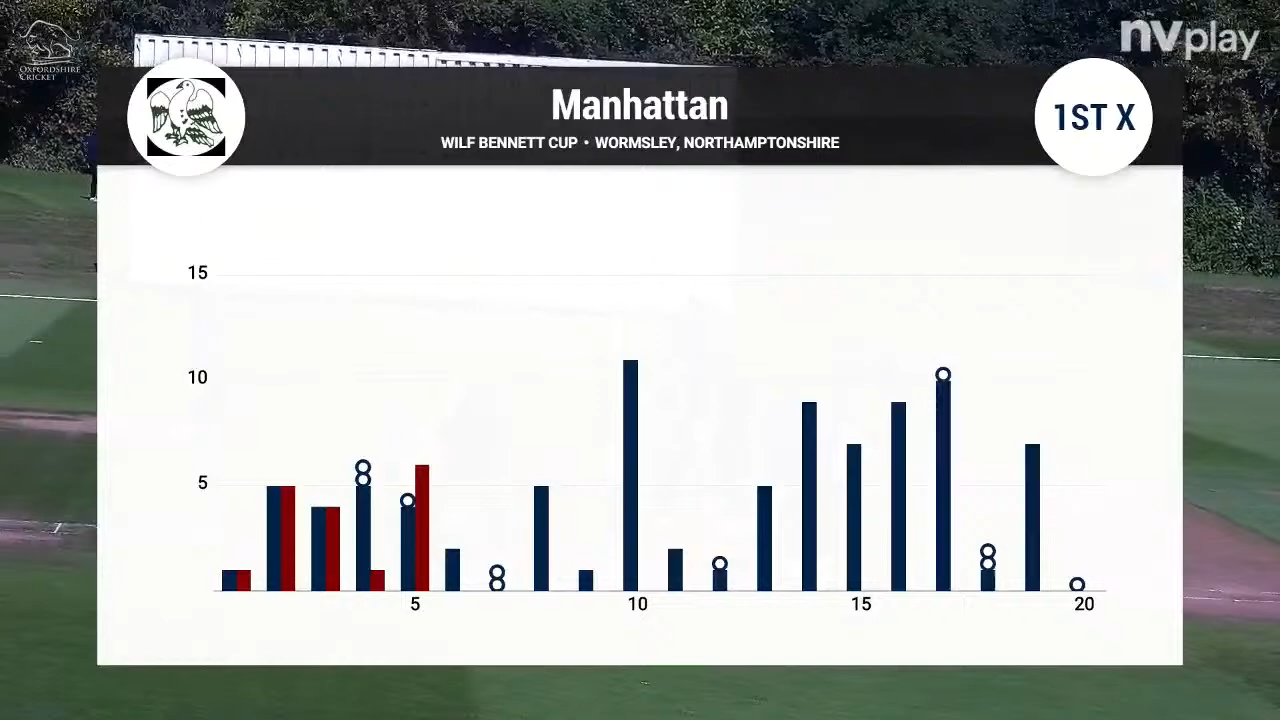 OXFORDSHIRE
CRICKET
nvplay
Manhattan
1ST X
WILF BENNETT CUP • WORMSLEY, NORTHAMPTONSHIRE
15
10
5
5
10
15
20